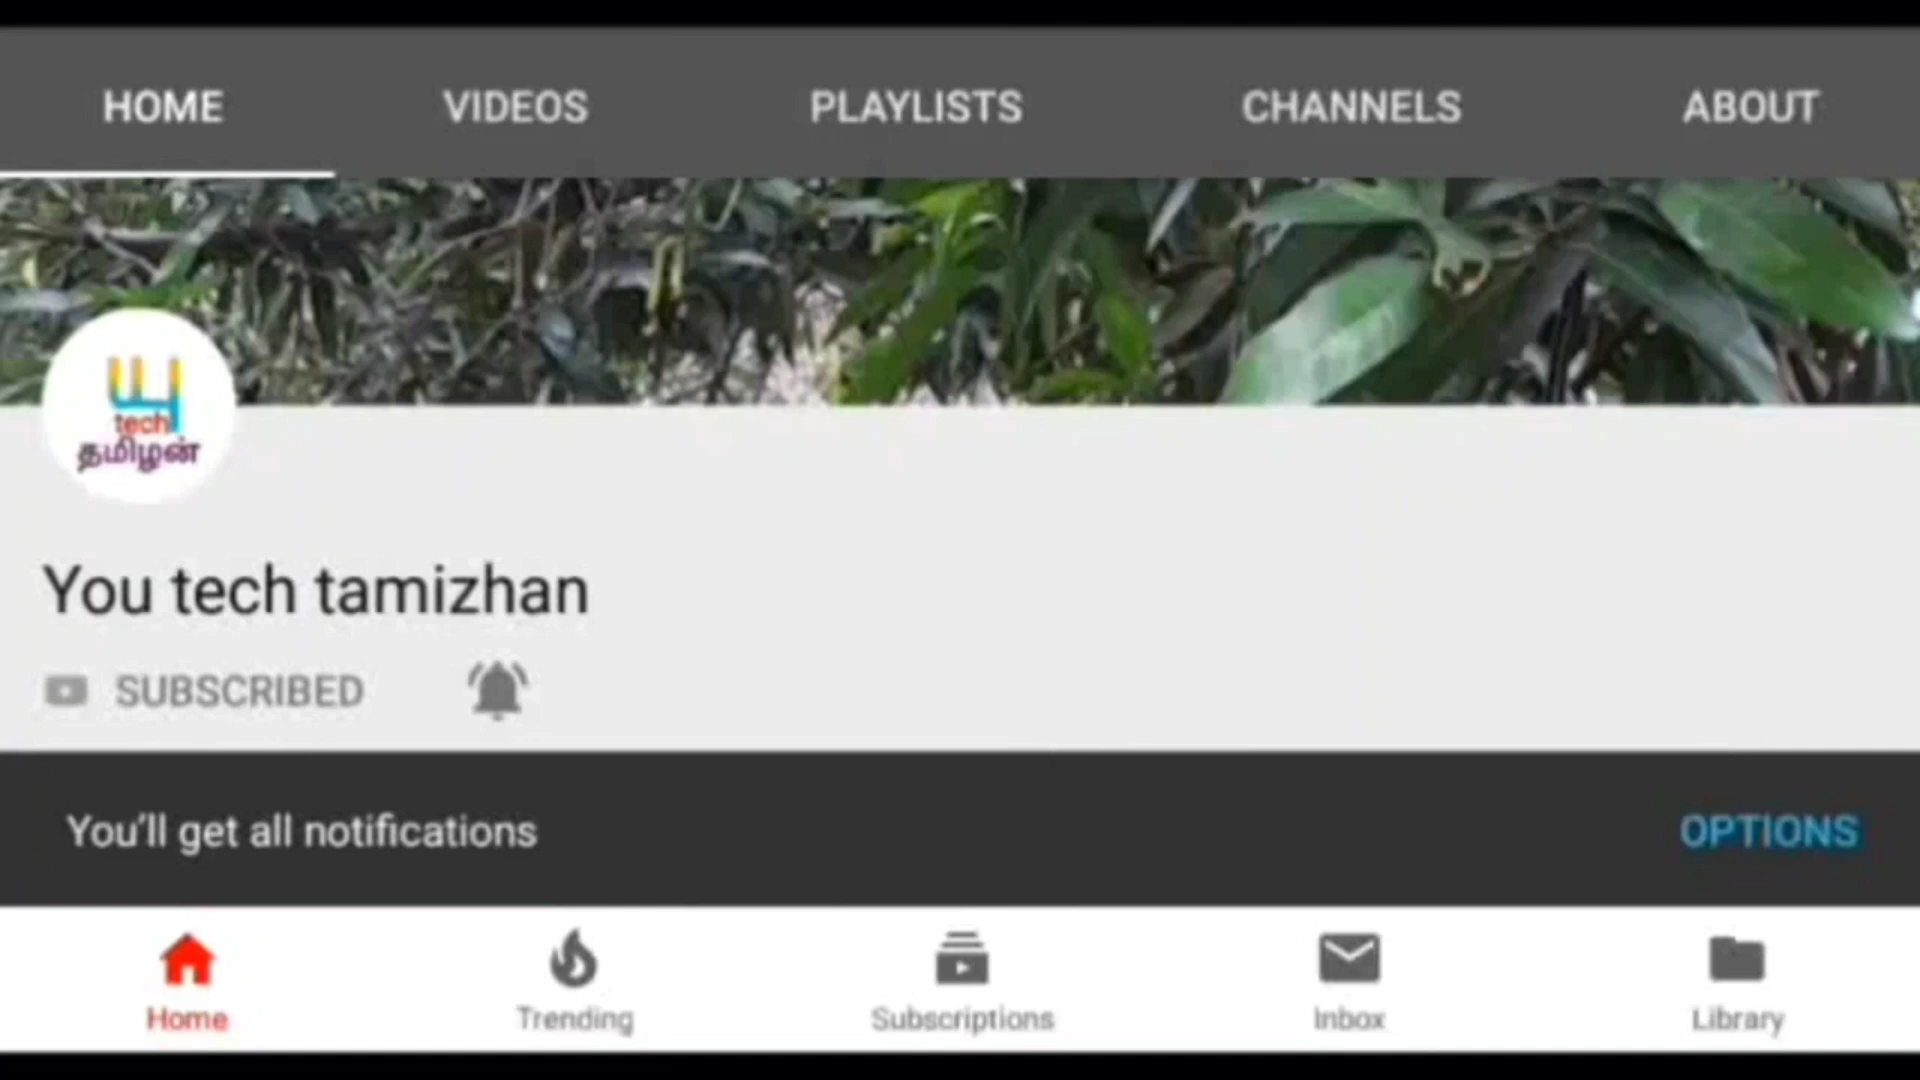 HOME VIDEOS PLAYLISTS CHANNELS ABOUT
tech
தமிழன்
You tech tamizhan
SUBSCRIBED
You'll get all notifications OPTIONS
Home Trending Subscriptions Inbox Library